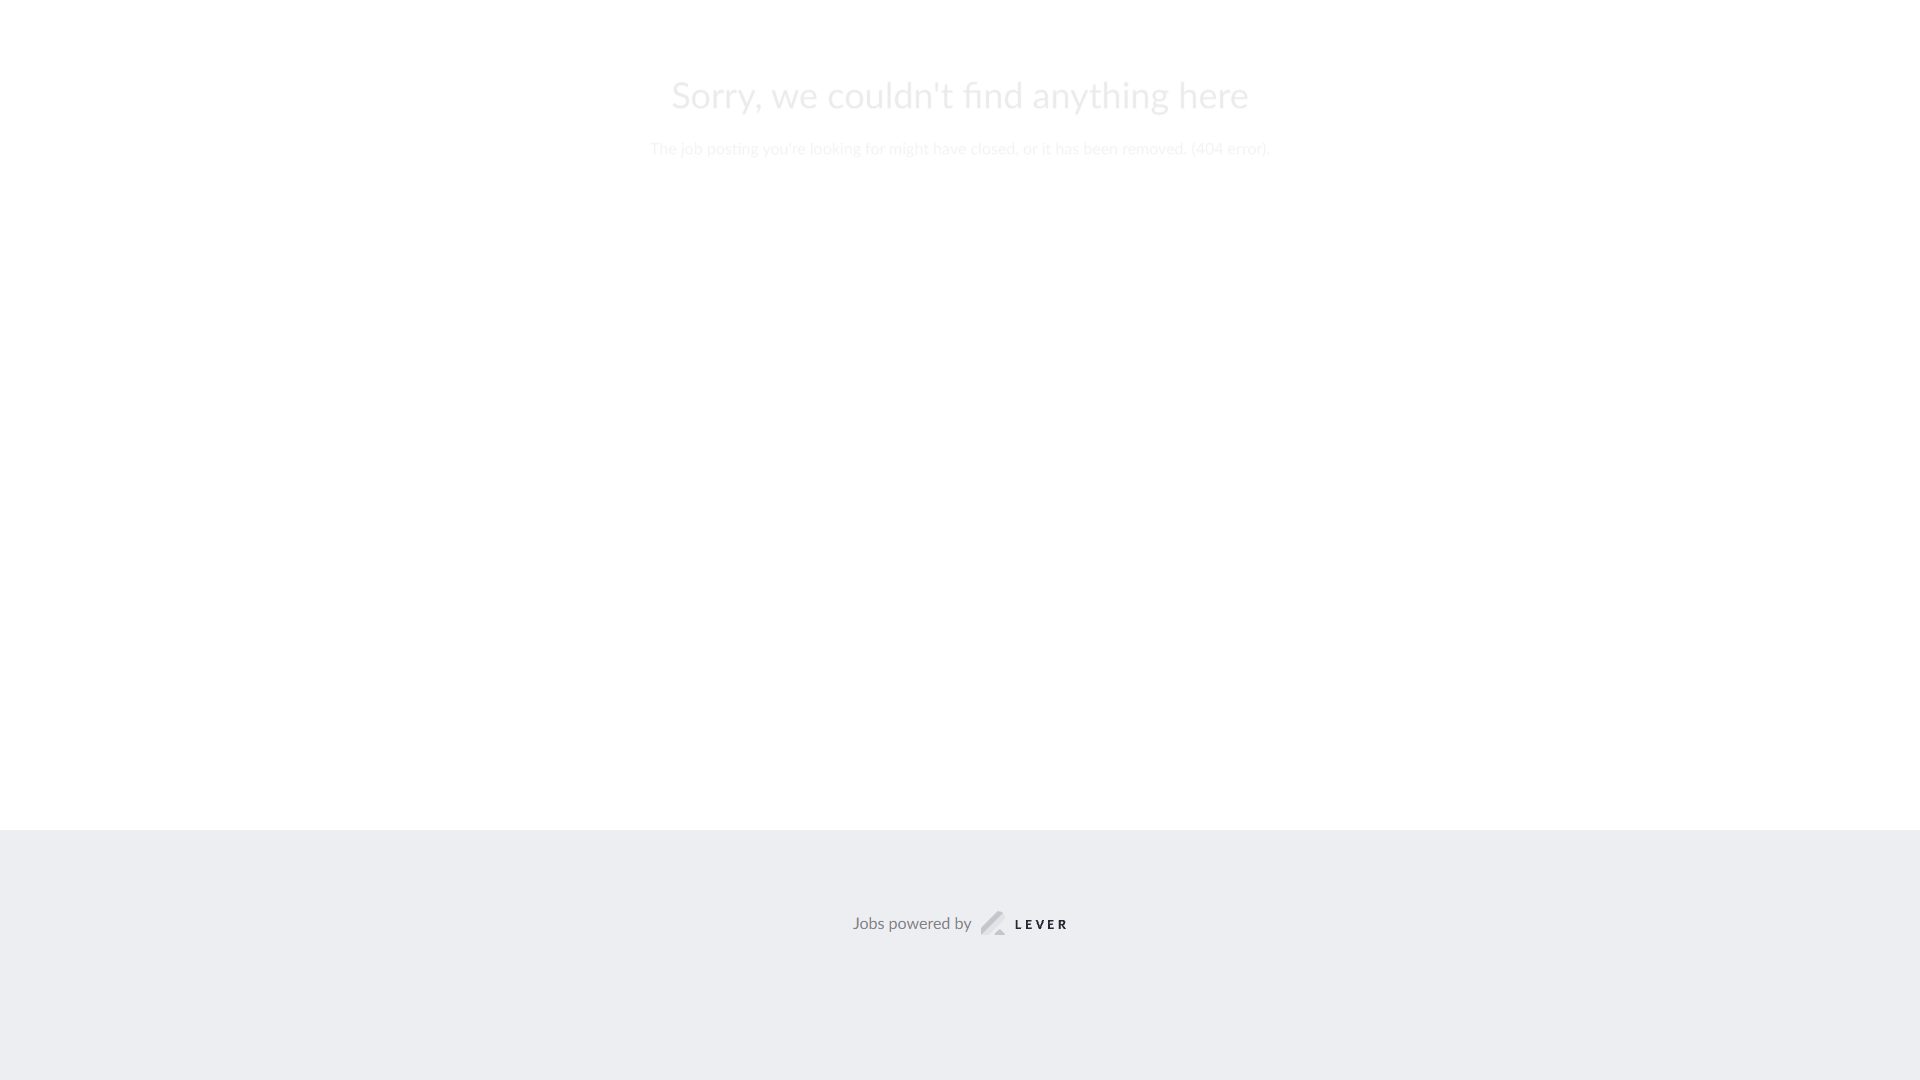 Sorry, we couldn't find anything here
The job posting you're looking for might have closed, or it has been removed. (404 error).
Jobs powered by LEVER